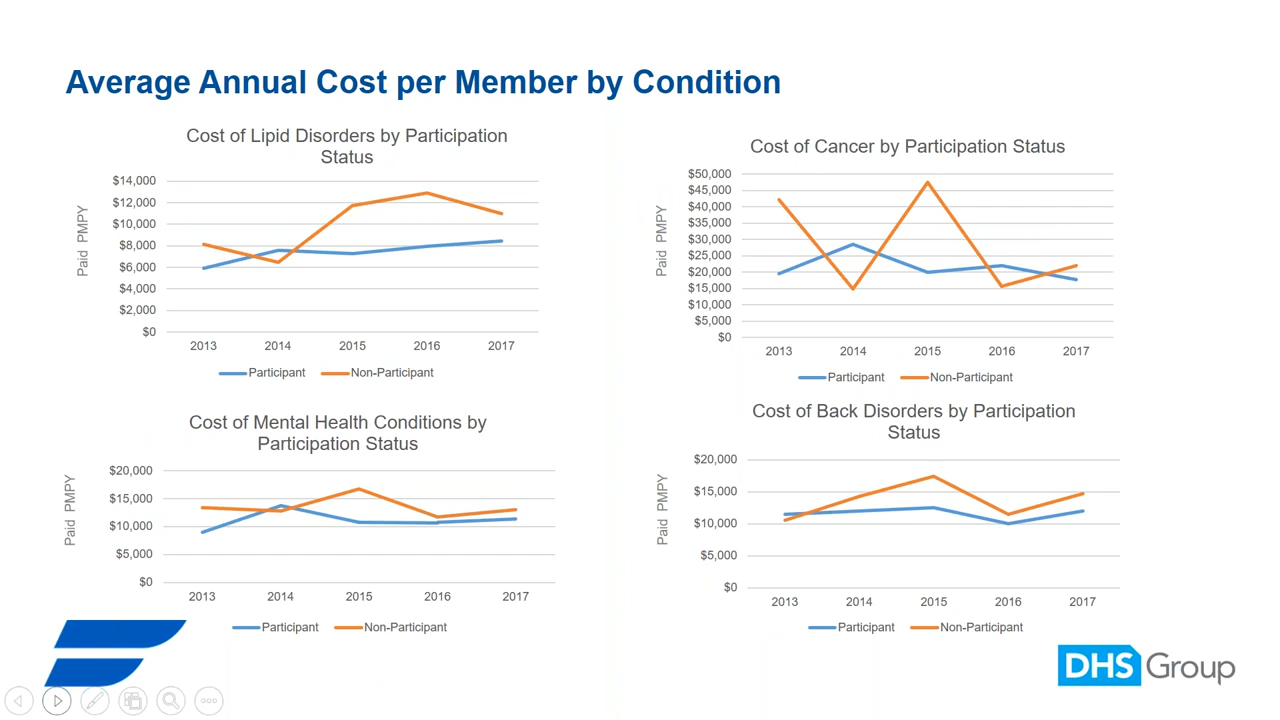 Average Annual Cost per Member by Condition
Cost of Lipid Disorders by Participation
Status
Paid PMPY
$14,000
$12,000
$10,000
$8,000
$6,000
$4,000
$2,000
$0
2013 2014 2015 2016 2017
Participant Non-Participant
Cost of Cancer by Participation Status
Paid PMPY
$50,000
$45,000
$40,000
$35,000
$30,000
$25,000
$20,000
$15,000
$10,000
$5,000
$0
2013 2014 2015 2016 2017
Participant Non-Participant
Cost of Mental Health Conditions by
Participation Status
Paid PMPY
$20,000
$15,000
$10,000
$5,000
$0
2013 2014 2015 2016 2017
Participant Non-Participant
Cost of Back Disorders by Participation
Status
Paid PMPY
$20,000
$15,000
$10,000
$5,000
$0
2013 2014 2015 2016 2017
Participant Non-Participant
DHS Group